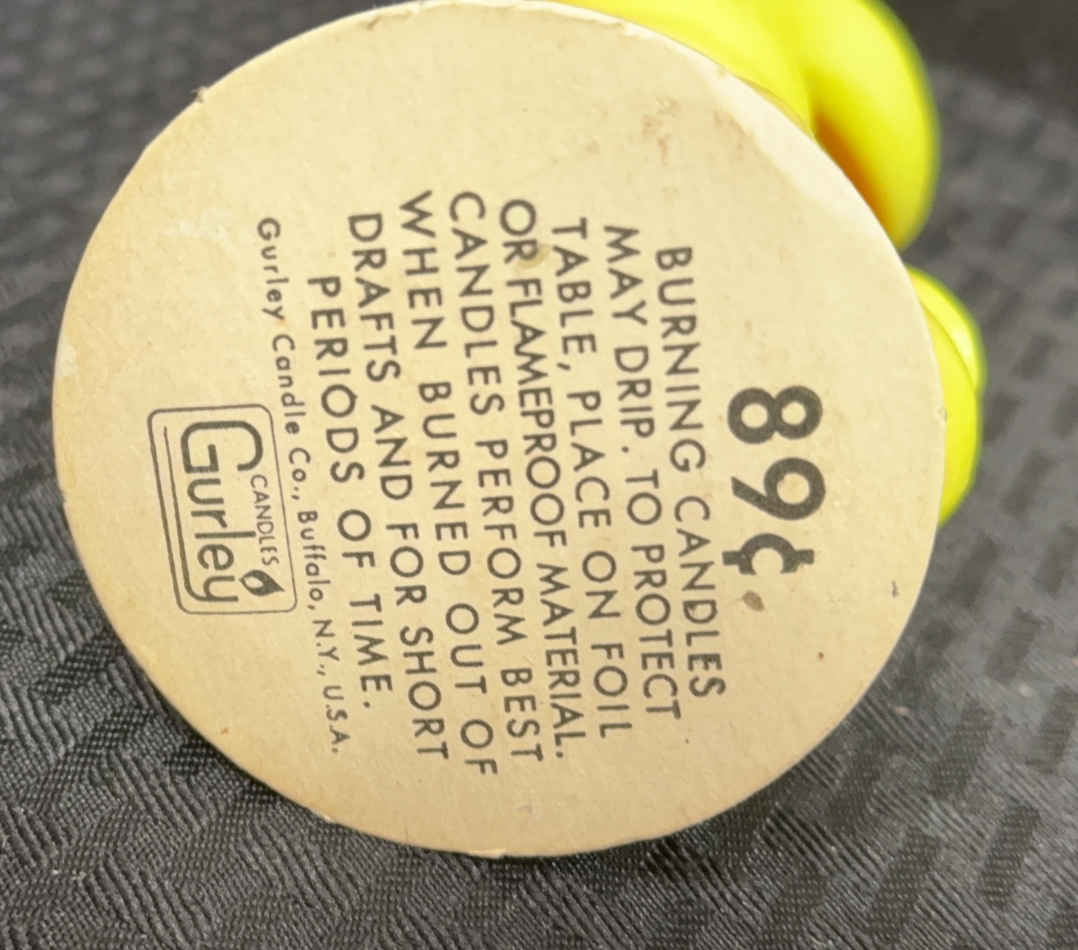 89¢
BURNING CANDLES
MAY DRIP. TO PROTECT
TABLE, PLACE ON FOIL
OR FLAMEPROOF MATERIAL.
CANDLES PERFORM BEST
WHEN BURNED OUT OF
DRAFTS AND FOR SHORT
PERIODS OF TIME.
Gurley Candle Co., Buffalo, N.Y., U.S.A.
CANDLES
Gurley